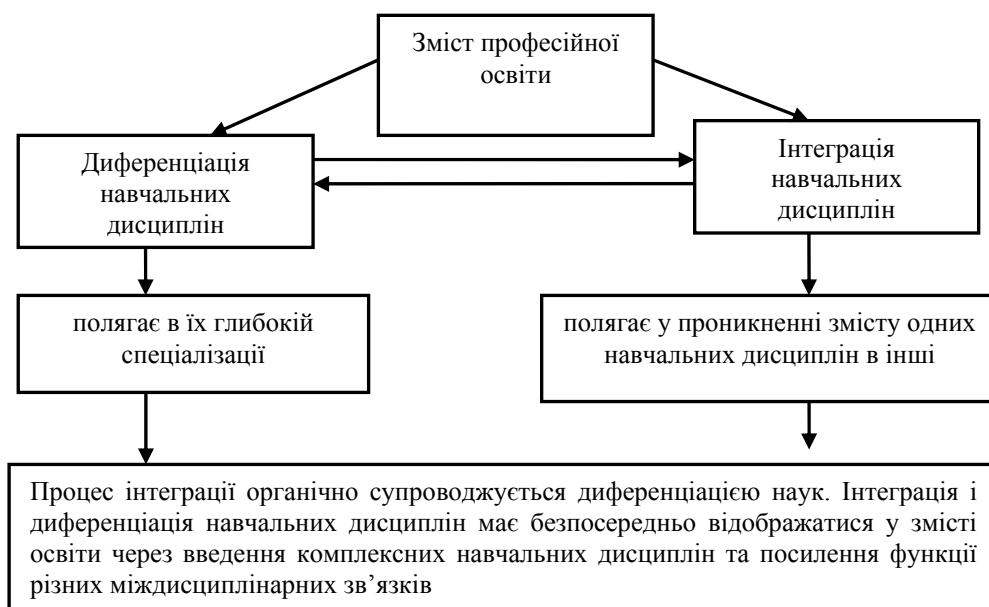 Зміст професійної
освіти
Диференціація
навчальних
дисциплін
Інтеграція
навчальних
дисциплін
полягає в їх глибокій
спеціалізації
полягає у проникненні змісту одних
навчальних дисциплін в інші
Процес інтеграції органічно супроводжується диференціацією наук. Інтеграція і
диференціація навчальних дисциплін має безпосередньо відображатися у змісті
освіти через введення комплексних навчальних дисциплін та посилення функції
різних міждисциплінарних зв’язків